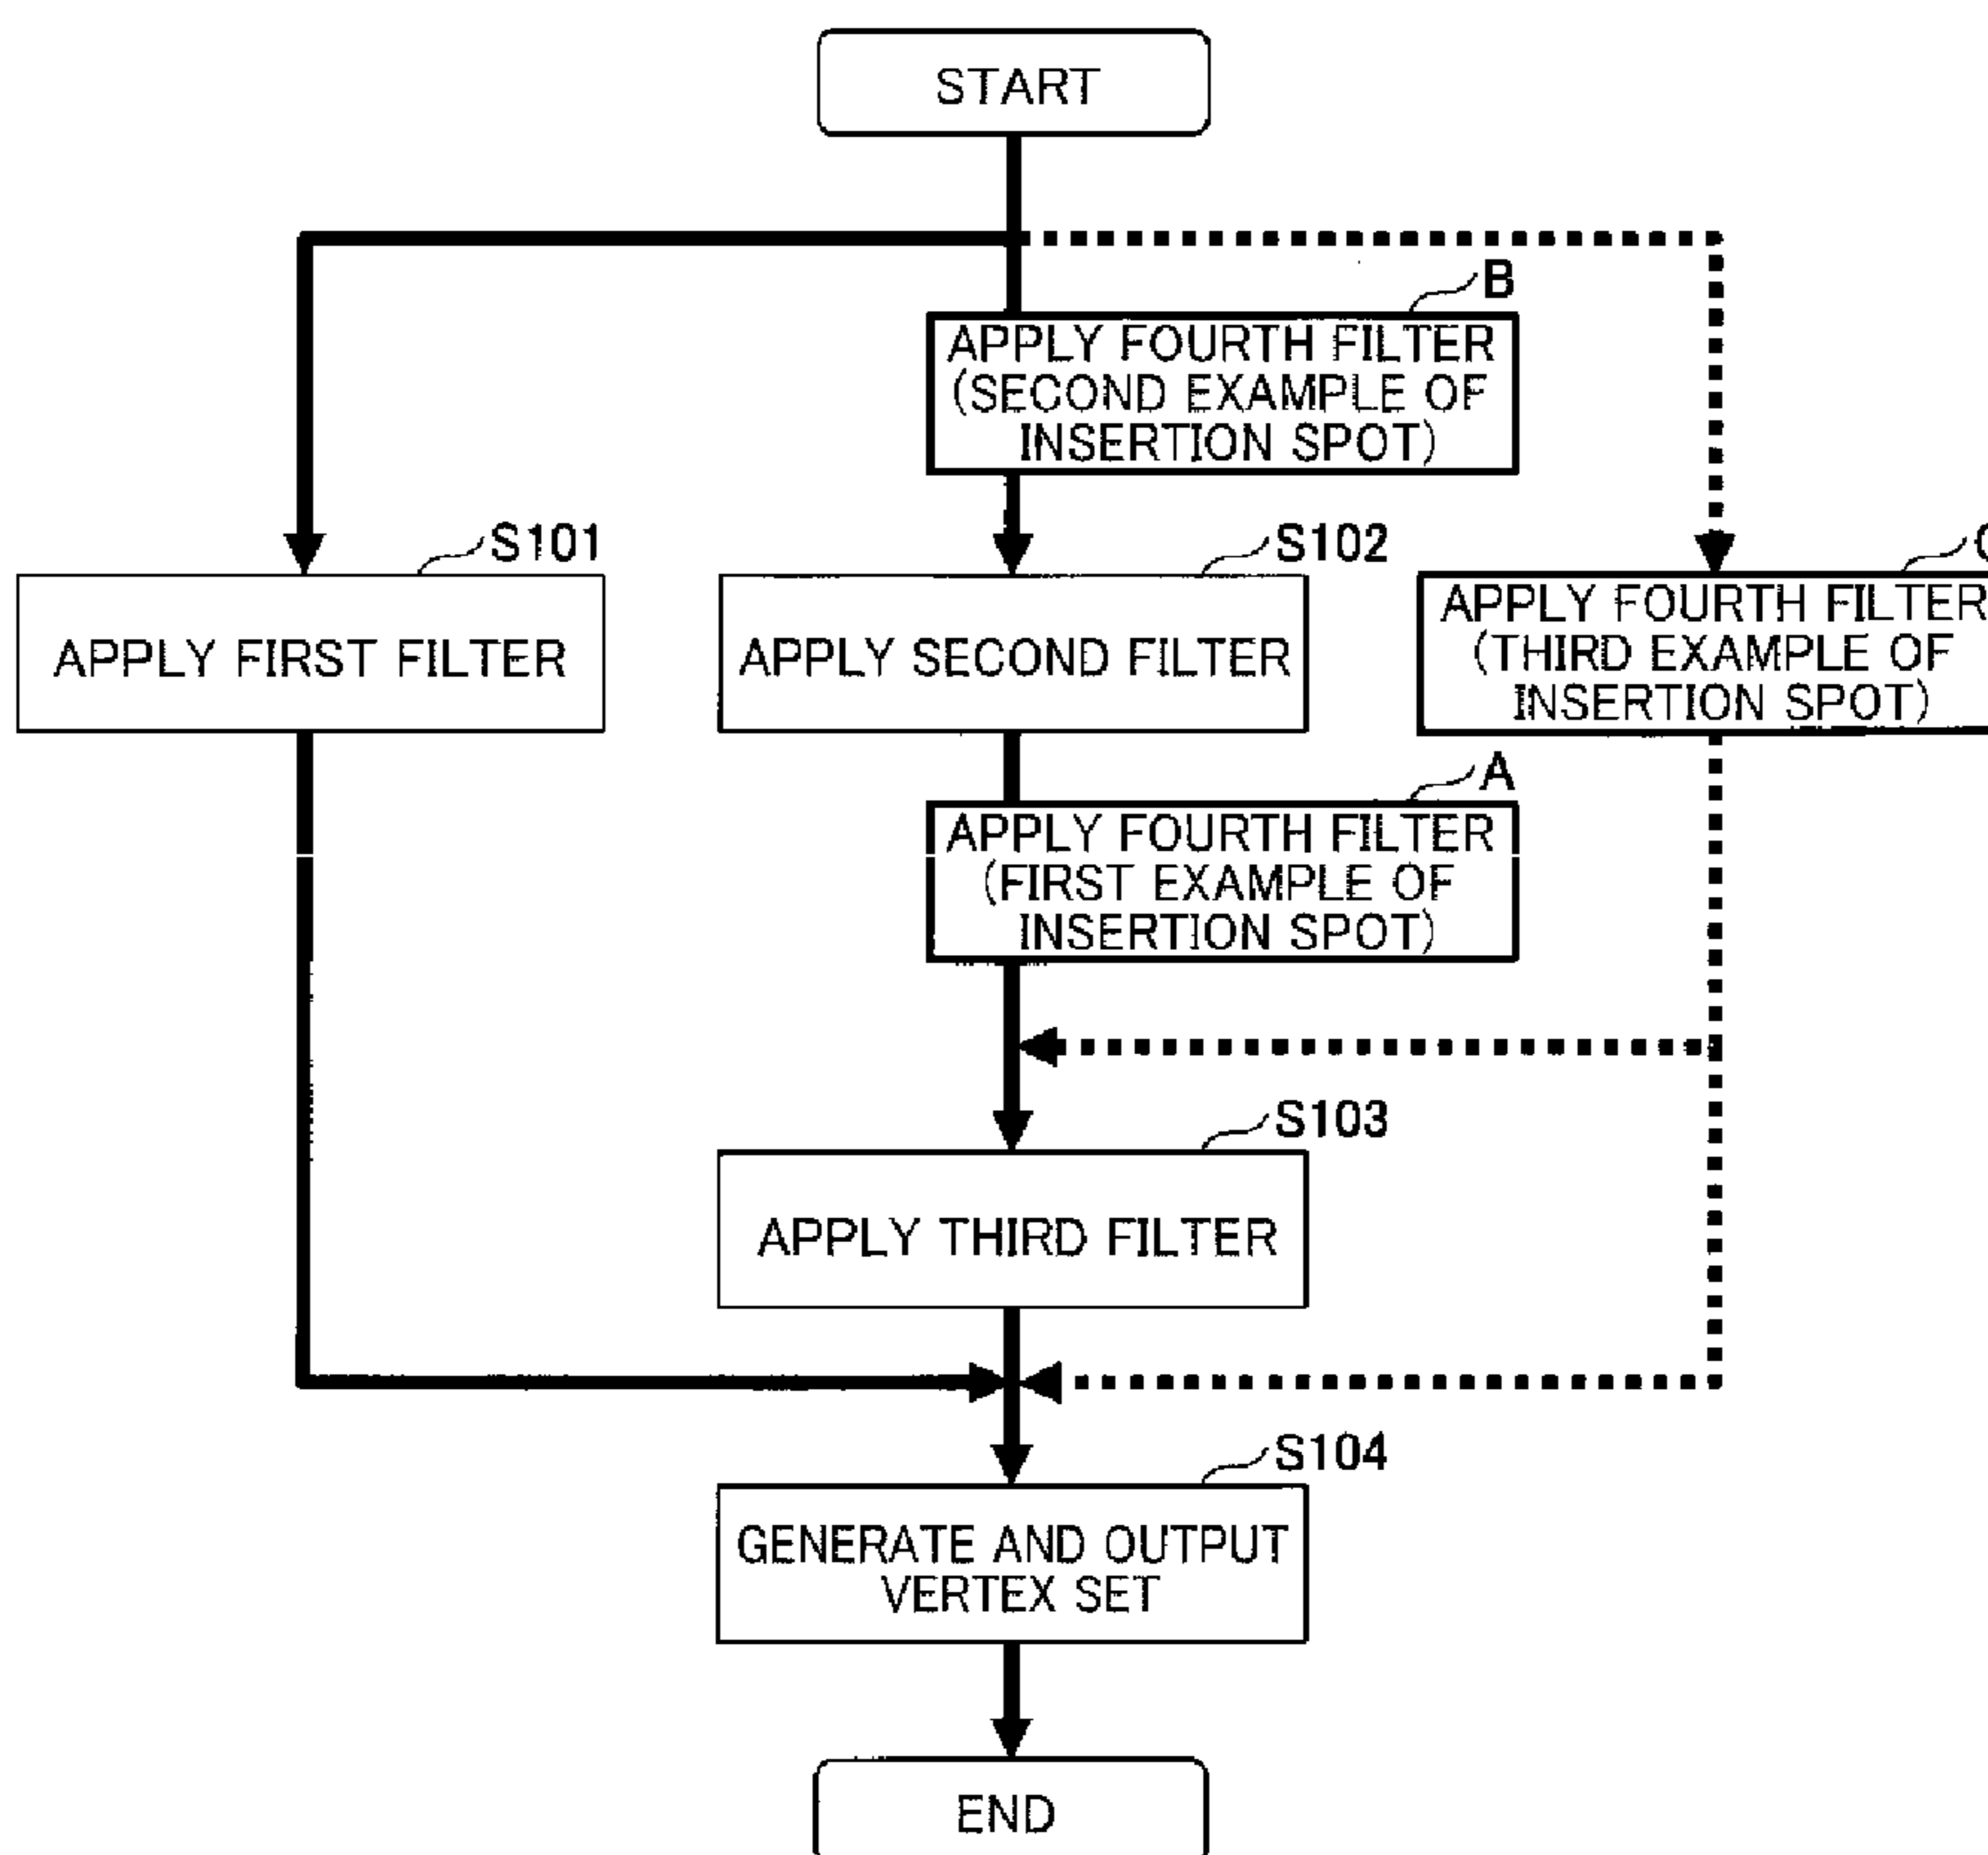 START
B
APPLY FOURTH FILTER
(SECOND EXAMPLE OF
INSERTION SPOT)
S101
APPLY FIRST FILTER
S102
APPLY SECOND FILTER
APPLY FOURTH FILTER
(THIRD EXAMPLE OF
INSERTION SPOT)
A
APPLY FOURTH FILTER
(FIRST EXAMPLE OF
INSERTION SPOT)
S103
APPLY THIRD FILTER
S104
GENERATE AND OUTPUT
VERTEX SET
END